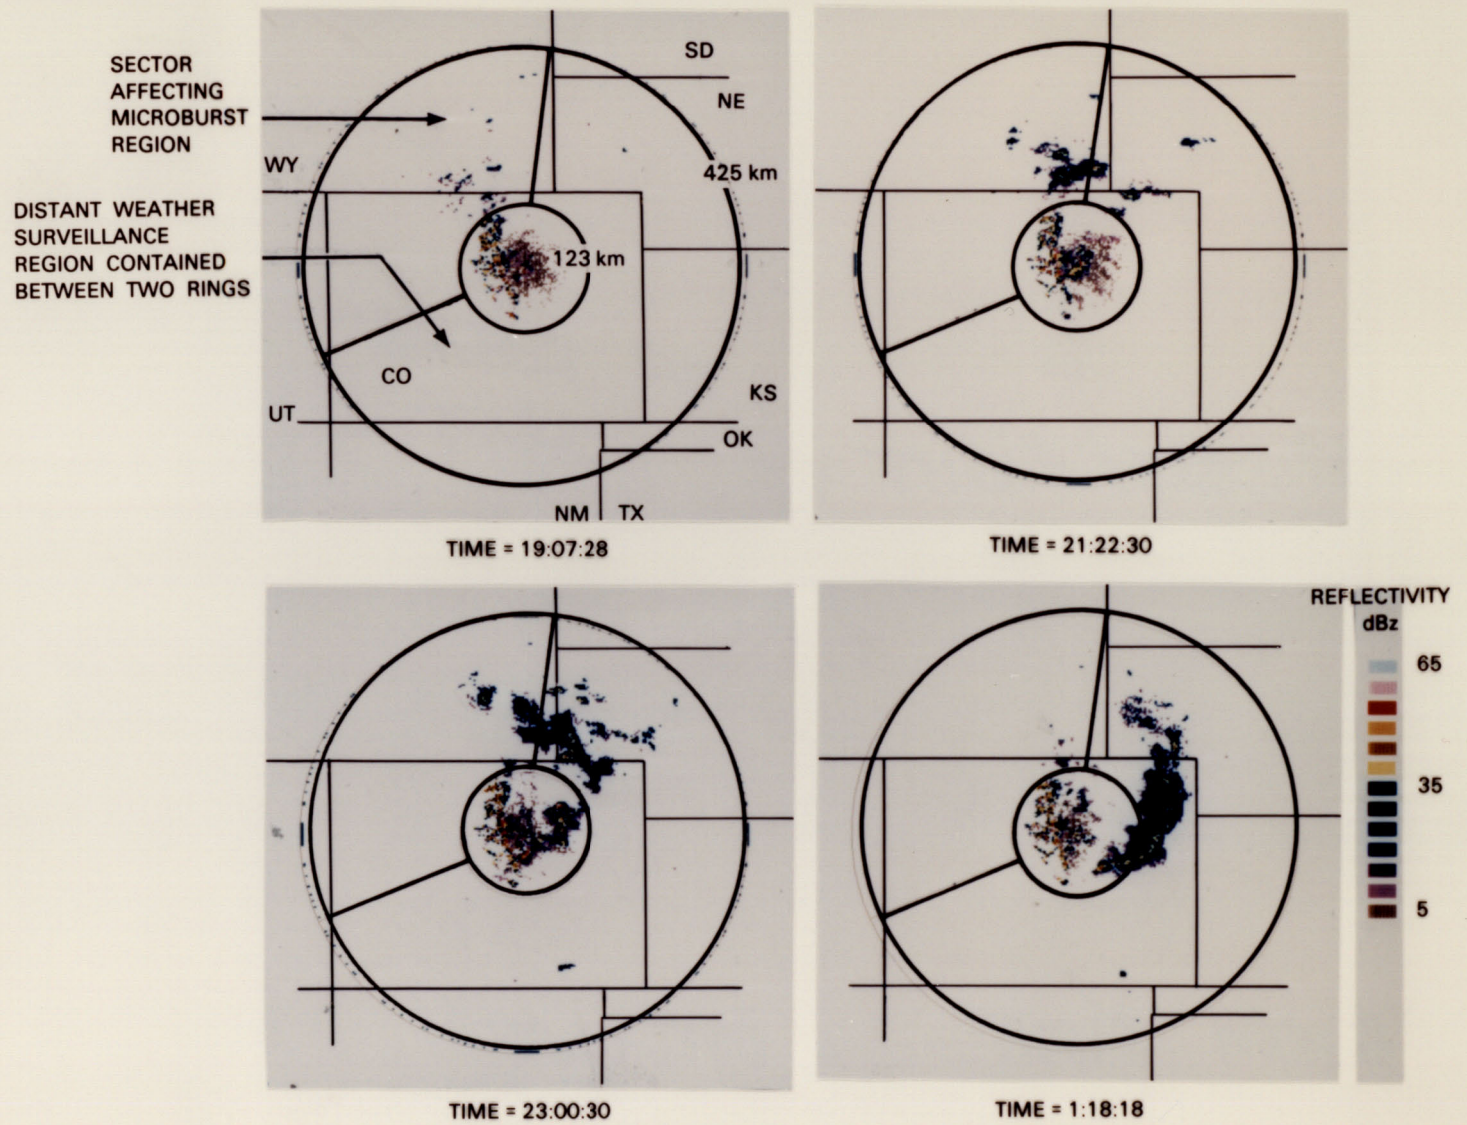 SECTOR
AFFECTING
MICROBURST
REGION
SD
NE
WY
425 km
DISTANT WEATHER
SURVEILLANCE
REGION CONTAINED
BETWEEN TWO RINGS
123 km
CO
KS
UT
OK
NM
TX
TIME = 19:07:28
TIME = 21:22:30
REFLECTIVITY
dBz
65
35
5
TIME = 23:00:30
TIME = 1:18:18